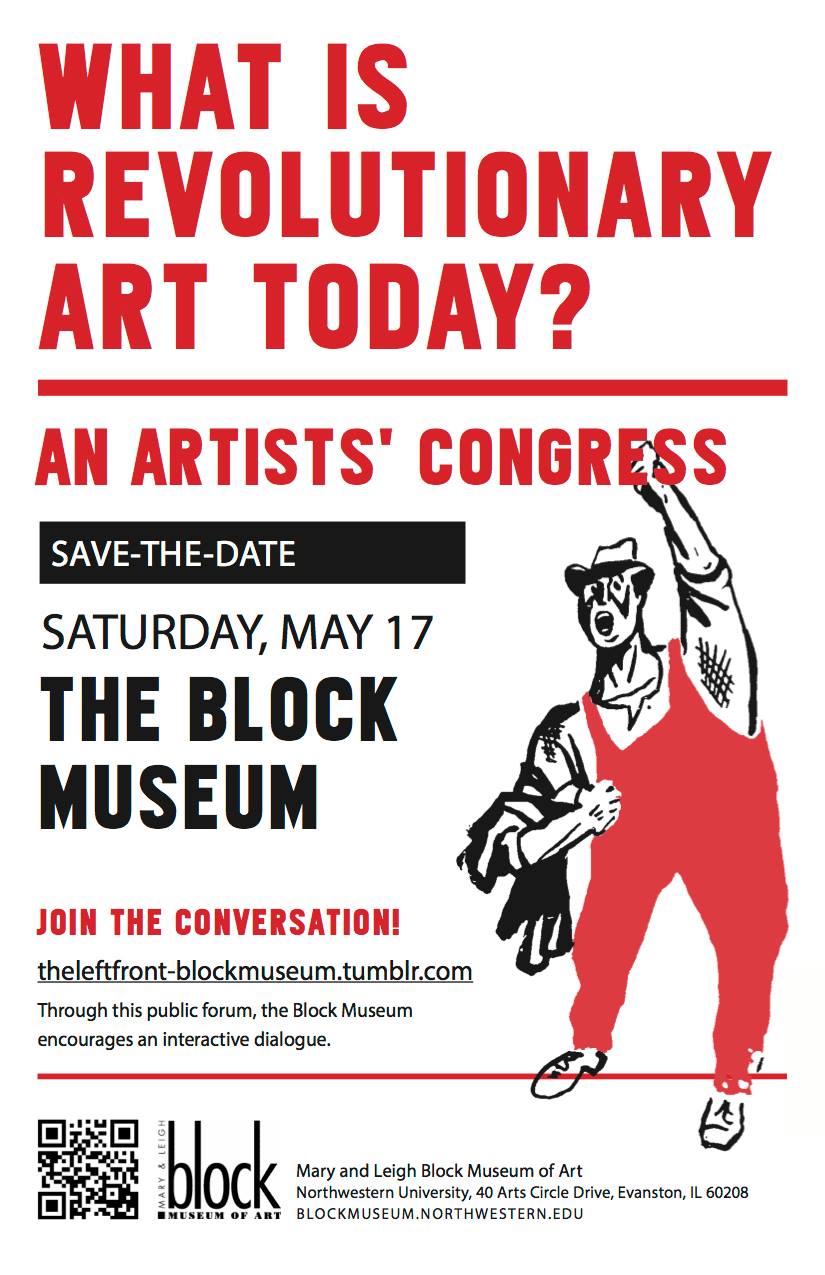 WHAT IS
REVOLUTIONARY
ART TODAY?
AN ARTISTS' CONGRESS
SAVE-THE-DATE
SATURDAY, MAY 17
THE BLOCK
MUSEUM
JOIN THE CONVERSATION!
theleftfront-blockmuseum.tumblr.com
Through this public forum, the Block Museum
encourages an interactive dialogue.
MARY & LEIGH
block
MUSEUM OF ART
Mary and Leigh Block Museum of Art
Northwestern University, 40 Arts Circle Drive, Evanston, IL 60208
BLOCKMUSEUM.NORTHWESTERN.EDU